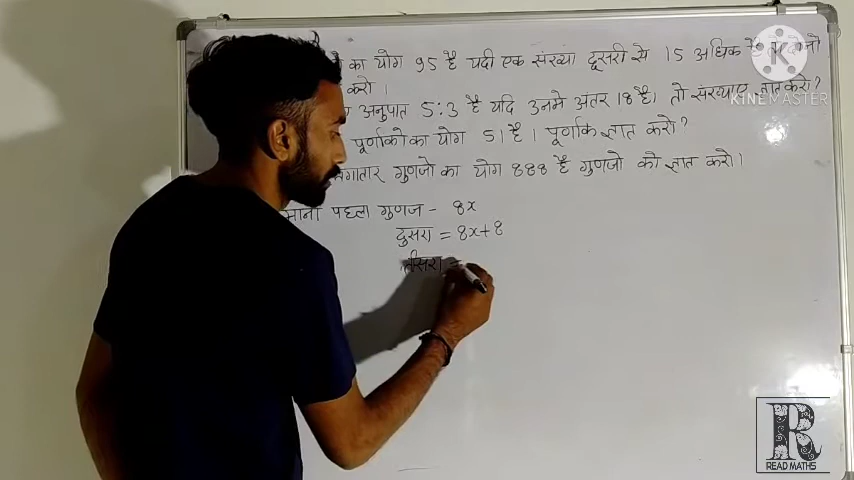 का योग 95 है यदी एक संख्या दूसरी से 15 अधिक है
करो ।
अनुपात 5:3 है यदि उनमे अंतर 18 है। तो संख्याए ज्ञात करो?
पूर्णाको का योग 51 है । पूर्णाक ज्ञात करो?
लगातार गुणजो का योग 888 है गुणजो को ज्ञात करो।।
माना पहला गुणज - 8x
दुसरा = 8x+8
तीसरा =
KINEMASTER
R
READ MATHS